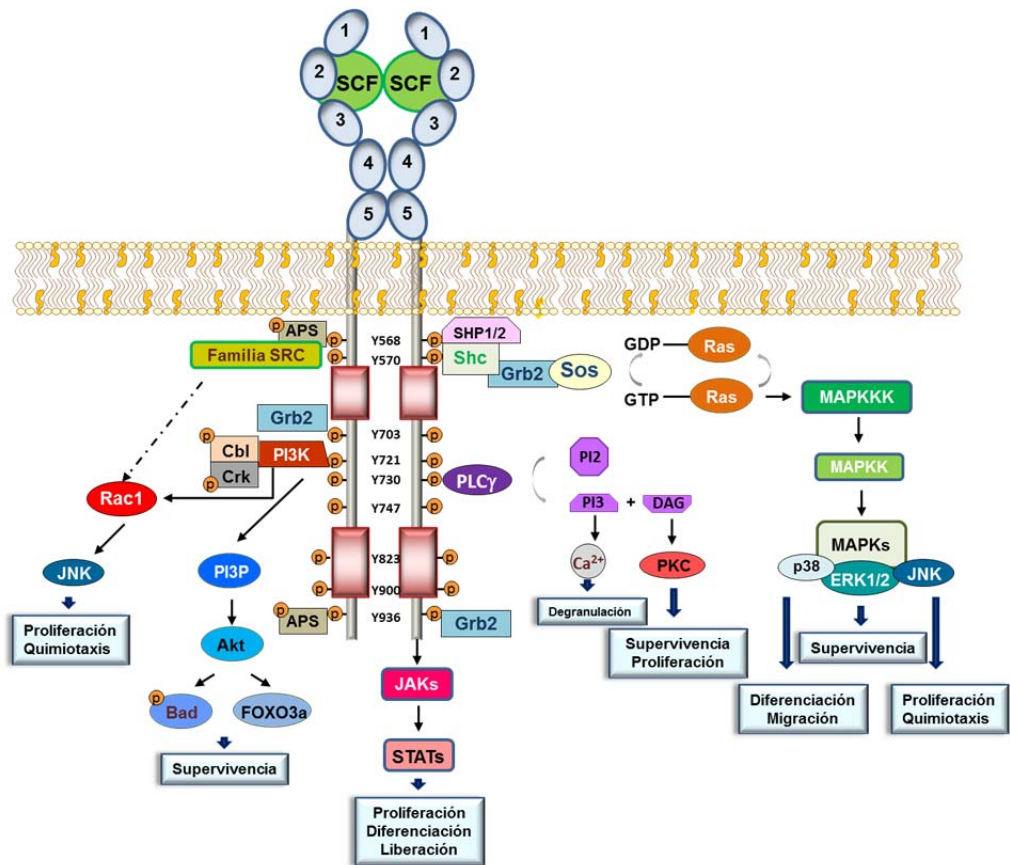 1
1
2
SCF
SCF
2
3
3
4
4
5
5
p
APS
Familia SRC
p
Y568
p
p
Y570
p
SHP1/2
Shc
Grb2
Sos
GDP
Ras
GTP
Ras
MAPKKK
Grb2
p
Y703
p
p
Cbl
PI3K
p
Y721
p
p
Crk
p
Y730
p
PLCγ
PI2
MAPKK
Rac1
p
Y747
p
PI3
+
DAG
MAPKs
p38
ERK1/2
JNK
JNK
PI3P
p
Y823
p
Ca2+
PKC
p
Y900
p
Degranulación
p
APS
p
Y936
p
Grb2
Proliferación
Quimiotaxis
Akt
Supervivencia
Proliferación
Supervivencia
JAKs
Diferenciación
Migración
Proliferación
Quimiotaxis
p
Bad
FOXO3a
STATs
Supervivencia
Proliferación
Diferenciación
Liberación